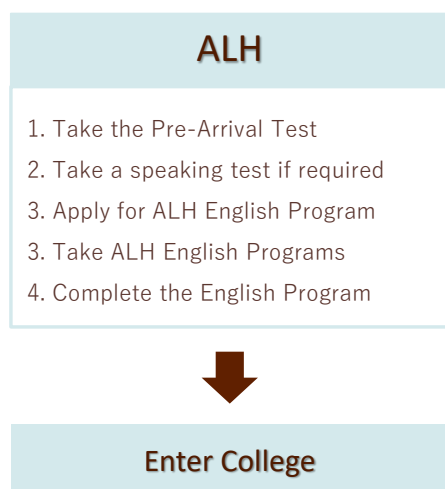 ALH
1. Take the Pre-Arrival Test
2. Take a speaking test if required
3. Apply for ALH English Program
3. Take ALH English Programs
4. Complete the English Program
Enter College